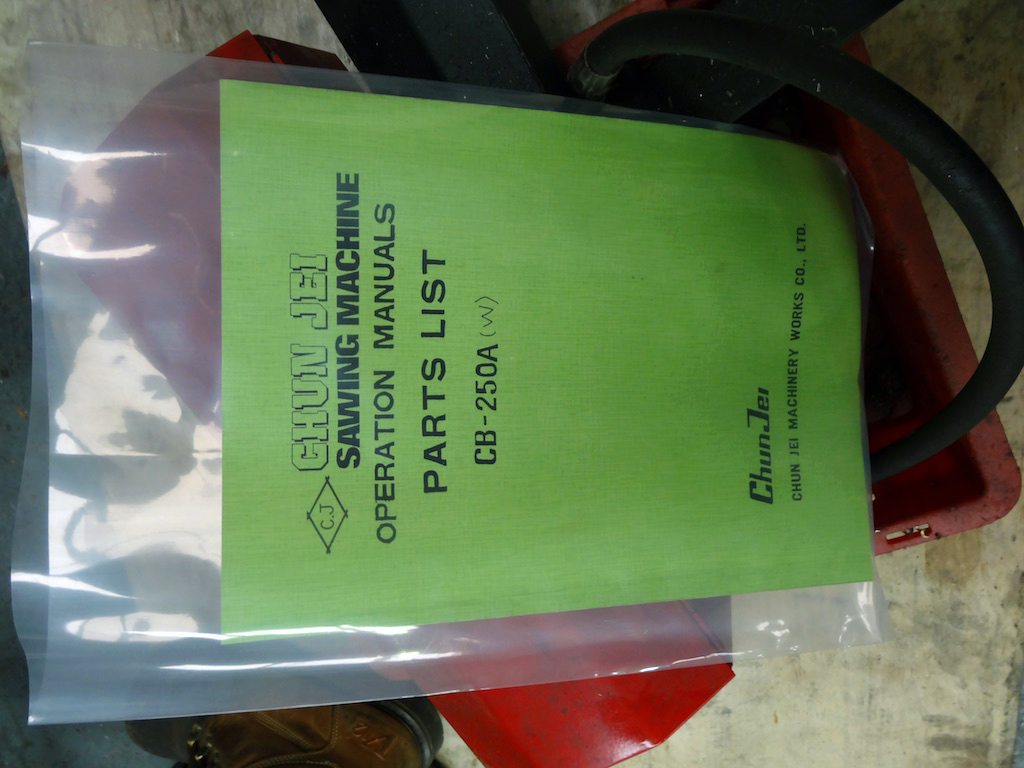 C.J
CHUN JEI
SAWING MACHINE
OPERATION MANUALS
PARTS LIST
CB-250A (W)
ChunJei
CHUN JEI MACHINERY WORKS CO., LTD.